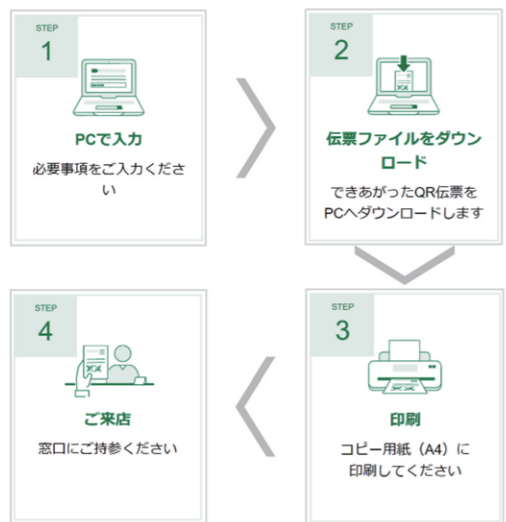 STEP
1
PCで入力
必要事項をご入力くださ
い
STEP
2
伝票ファイルをダウン
ロード
できあがったQR伝票を
PCへダウンロードします
STEP
3
印刷
コピー用紙（A4）に
印刷してください
STEP
4
ご来店
窓口にご持参ください